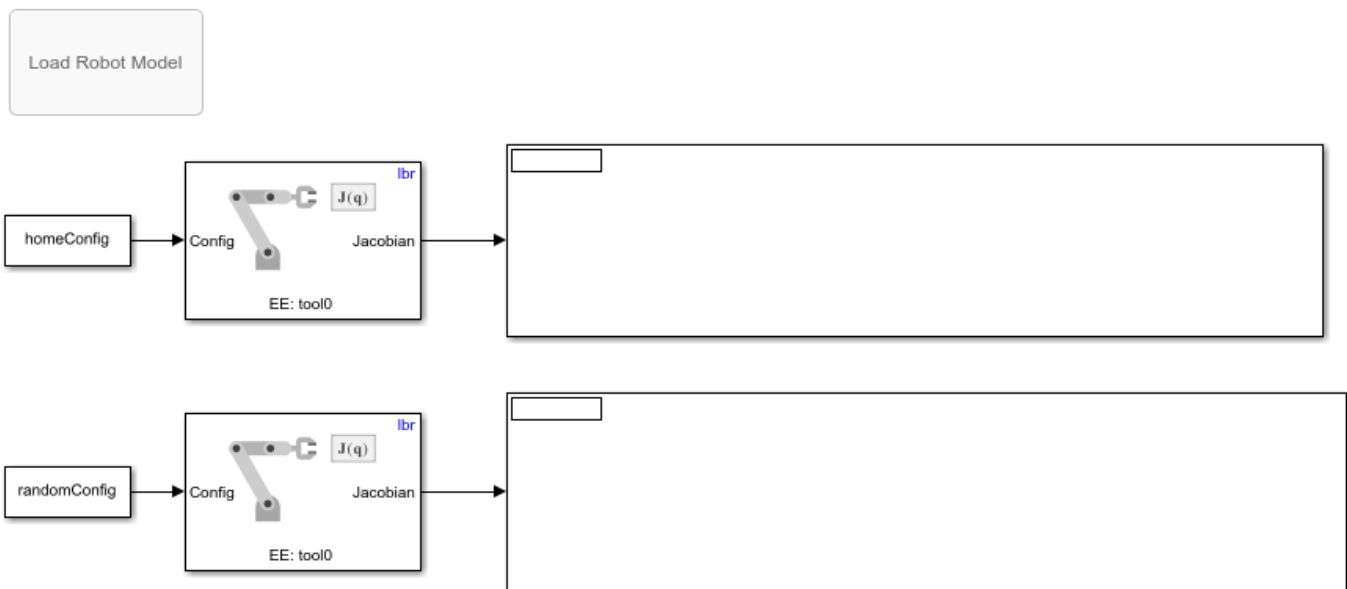 Load Robot Model
lbr
J(q)
homeConfig
Config
Jacobian
EE: tool0
lbr
J(q)
randomConfig
Config
Jacobian
EE: tool0